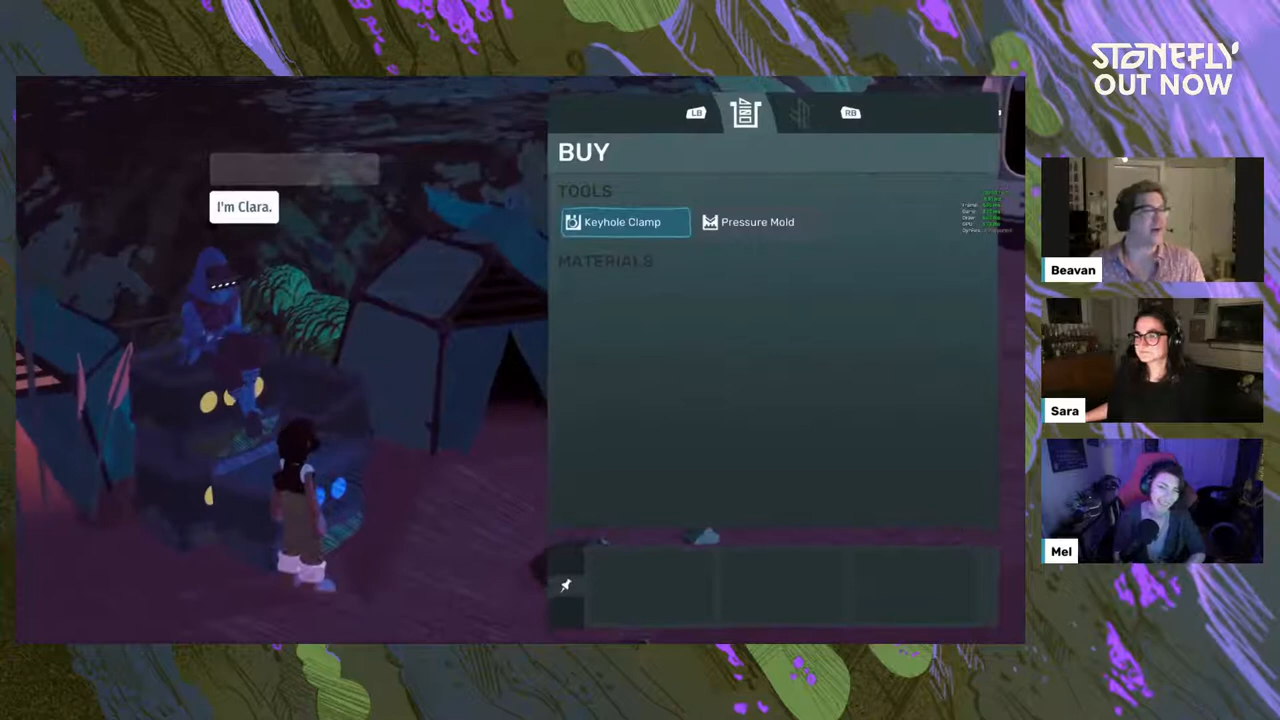 STONEFLY
OUT NOW
LB
RB
BUY
I'm Clara.
TOOLS
Keyhole Clamp
Pressure Mold
MATERIALS
Beavan
Sara
Mel